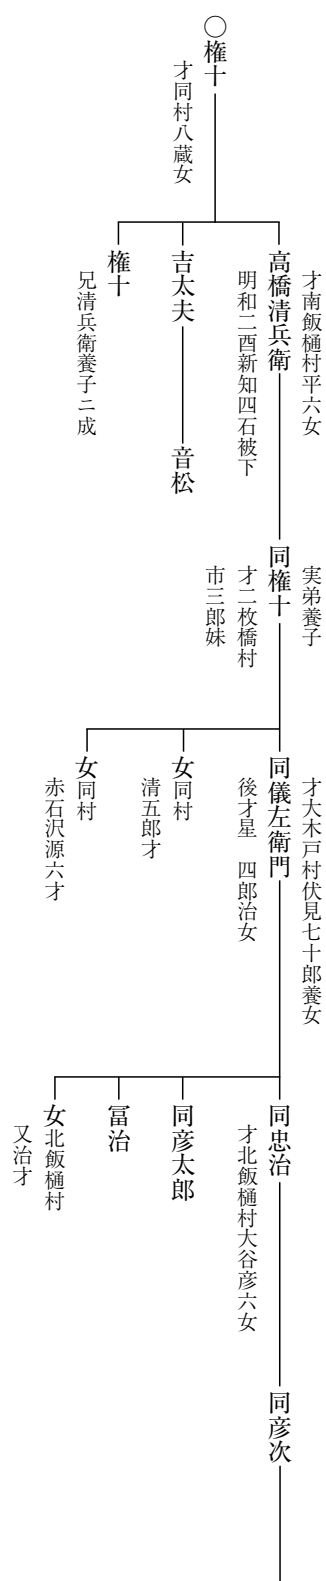 〇権十
才同村八蔵女
才南飯樋村平六女
高橋清兵衛
明和二酉新知四石被下
吉太夫
音松
権十
兄清兵衛養子ニ成
実弟養子
同権十
才二枚橋村
市三郎妹
才大木戸村伏見七十郎養女
同儀左衛門
後才星　四郎治女
女同村
清五郎才
女同村
赤石沢源六才
同忠治
才北飯樋村大谷彦六女
同彦太郎
冨治
女北飯樋村
又治才
同彦次